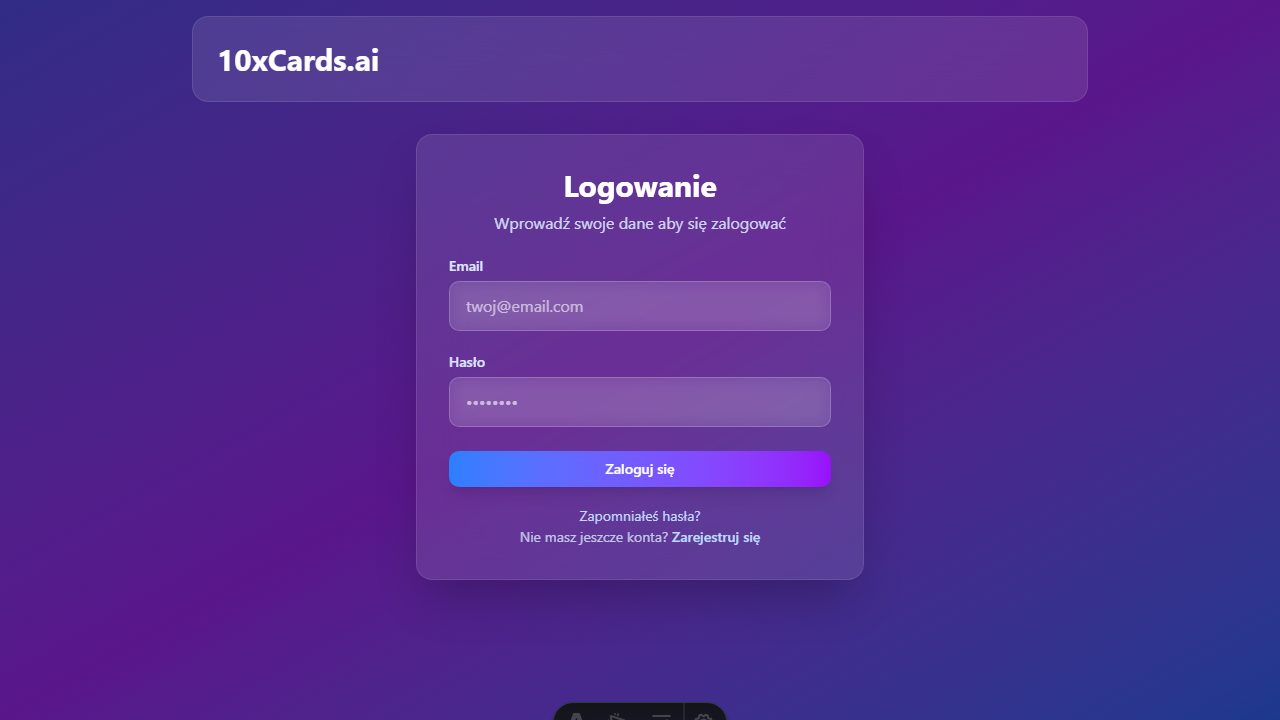 10xCards.ai
Logowanie
Wprowadź swoje dane aby się zalogować
Email
twoj@email.com
Hasło
••••••••
Zaloguj się
Zapomniałeś hasła?
Nie masz jeszcze konta? Zarejestruj się